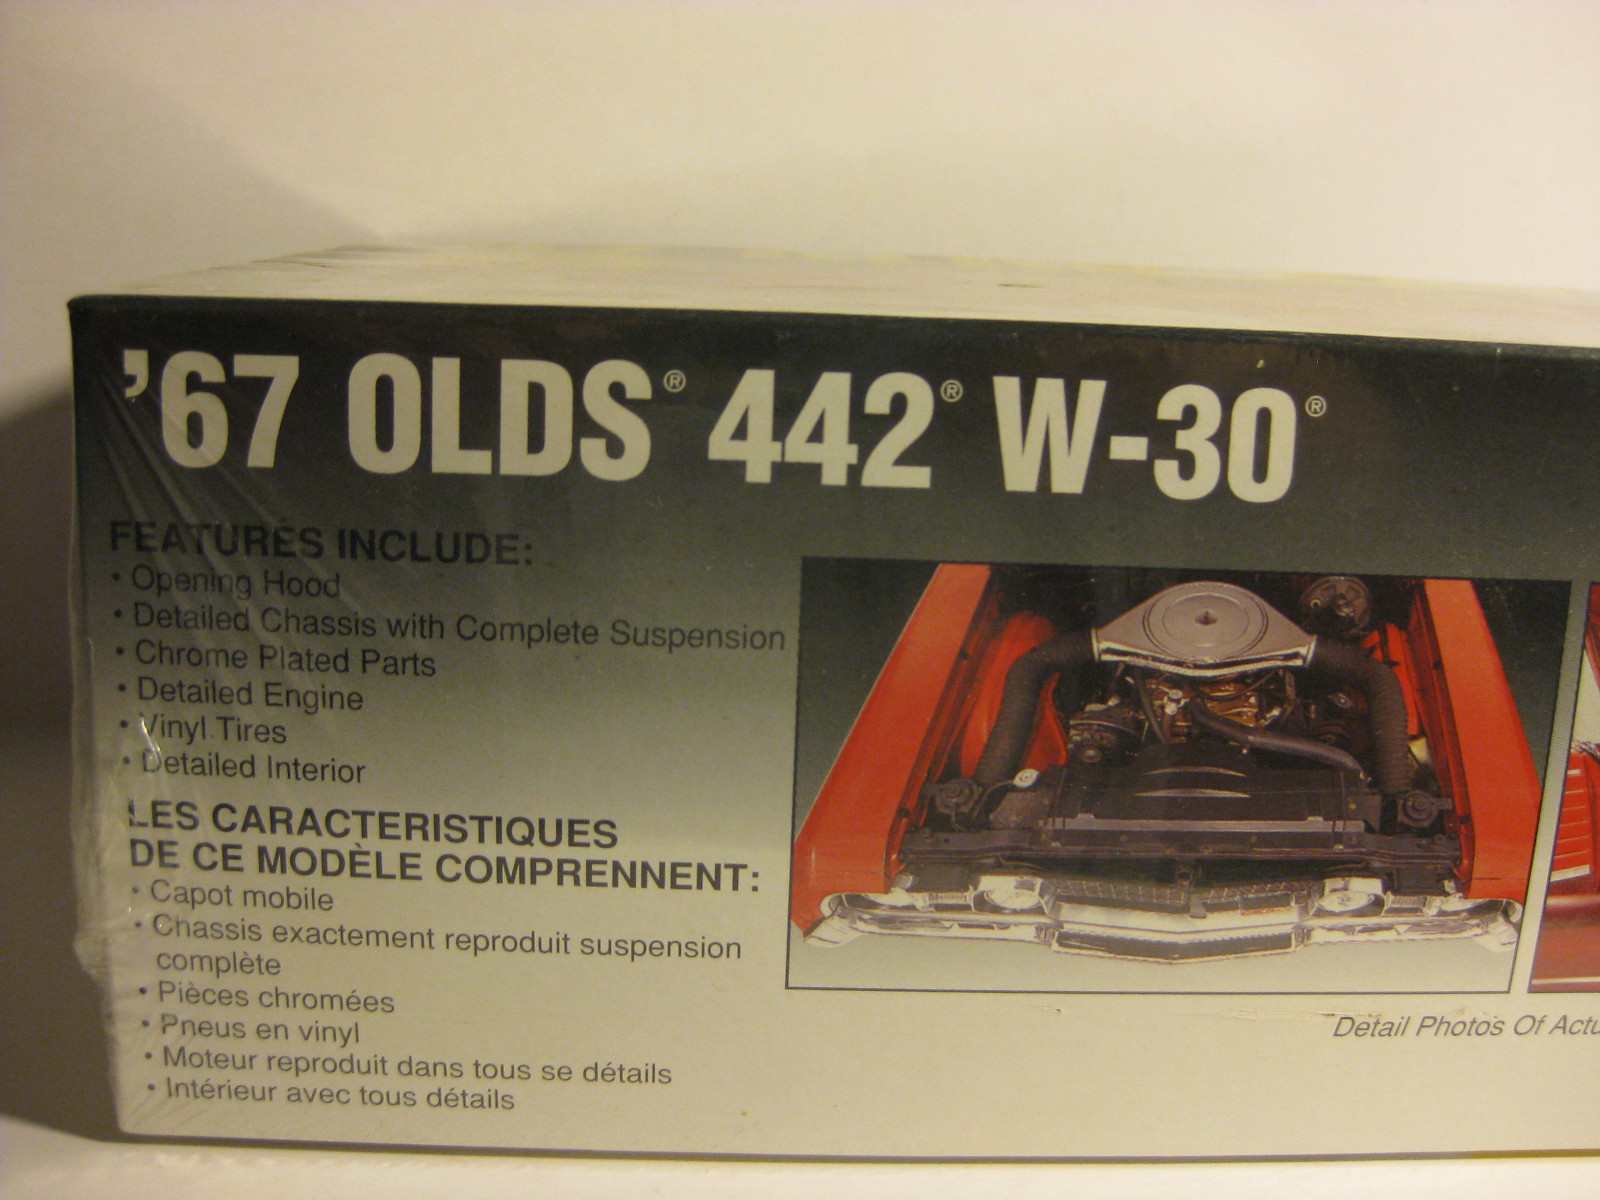 '67 OLDS® 442® W-30®
FEATURES INCLUDE:
• Opening Hood
• Detailed Chassis with Complete Suspension
• Chrome Plated Parts
• Detailed Engine
• Vinyl Tires
• Detailed Interior
LES CARACTERISTIQUES
DE CE MODÈLE COMPRENNENT:
• Capot mobile
• Chassis exactement reproduit suspension
complète
• Pièces chromées
• Pneus en vinyl
• Moteur reproduit dans tous se détails
• Intérieur avec tous détails
Detail Photos Of